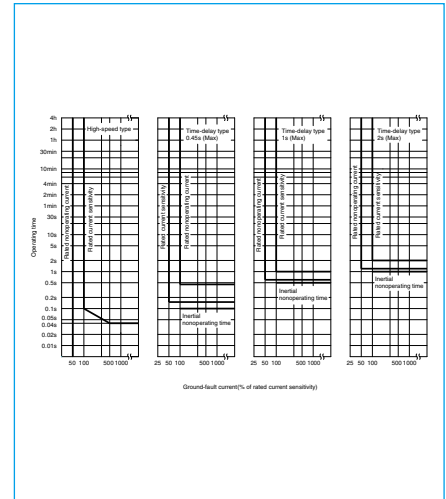 4h
2h
1h
30min
10min
4min
2min
1min
30s
10s
5s
2s
1s
0.5s
0.2s
0.1s
0.05s
0.04s
0.02s
0.01s
Operating time
High-speed type
Rated nonoperating current
Rated current sensitivity
50 100 500 1000
Time-delay type
0.45s (Max)
Rated current sensitivity
Rated nonoperating current
Inertial
nonoperating time
25 50 100 500 1000
Time-delay type
1s (Max)
Rated nonoperating current
Rated current sensitivity
Inertial
nonoperating time
25 50 100 500 1000
Time-delay type
2s (Max)
Rated nonoperating current
Rated current sensitivity
Inertial
nonoperating time
25 50 100 500 1000
Ground-fault current(% of rated current sensitivity)